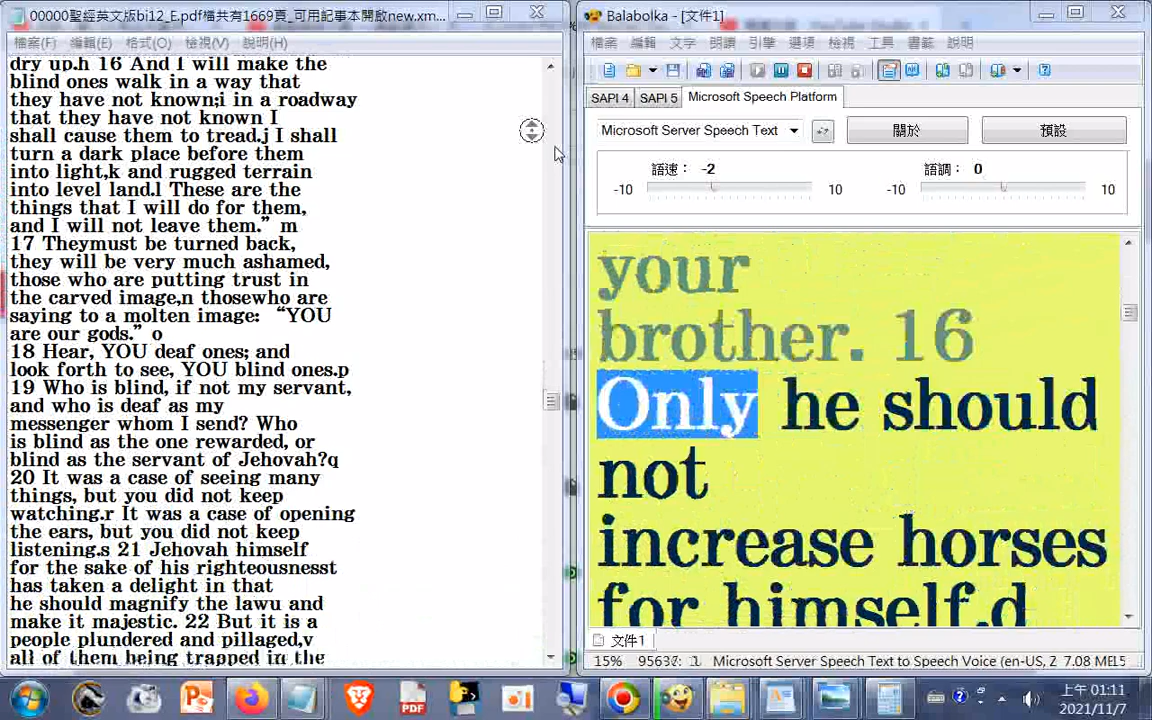 00000聖經英文版bi12_E.pdf檔共有1669頁_可用記事本開啟new.xm...
檔案(F) 編輯(E) 格式(O) 檢視(V) 說明(H)
dry up.h 16 And I will make the
blind ones walk in a way that
they have not known;i in a roadway
that they have not known I
shall cause them to tread.j I shall
turn a dark place before them
into light,k and rugged terrain
into level land.l These are the
things that I will do for them,
and I will not leave them.” m
17 Theymust be turned back,
they will be very much ashamed,
those who are putting trust in
the carved image,n thosewho are
saying to a molten image: “YOU
are our gods.” o
18 Hear, YOU deaf ones; and
look forth to see, YOU blind ones.p
19 Who is blind, if not my servant,
and who is deaf as my
messenger whom I send? Who
is blind as the one rewarded, or
blind as the servant of Jehovah?q
20 It was a case of seeing many
things, but you did not keep
watching.r It was a case of opening
the ears, but you did not keep
listening.s 21 Jehovah himself
for the sake of his righteousnesst
has taken a delight in that
he should magnify the lawu and
make it majestic. 22 But it is a
people plundered and pillaged,v
all of them being trapped in the
Balabolka - [文件1]
檔案 編輯 文字 朗讀 引擎 選項 檢視 工具 書籤 說明
SAPI 4 SAPI 5 Microsoft Speech Platform
Microsoft Server Speech Text 關於 預設
語速： -2 語調： 0
-10 10 -10 10
your
brother. 16
Only he should
not
increase horses
for himself.d
文件1
15% Microsoft Server Speech Text to Speech Voice (en-US, Z 7.08 ME
PDF
上午 01:11
2021/11/7